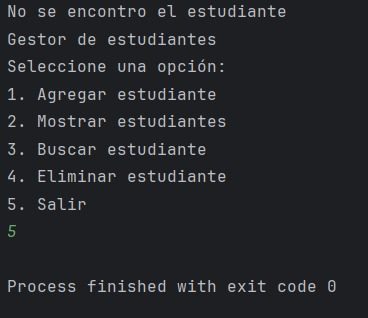 No se encontro el estudiante
Gestor de estudiantes
Seleccione una opción:
1. Agregar estudiante
2. Mostrar estudiantes
3. Buscar estudiante
4. Eliminar estudiante
5. Salir
5
Process finished with exit code 0